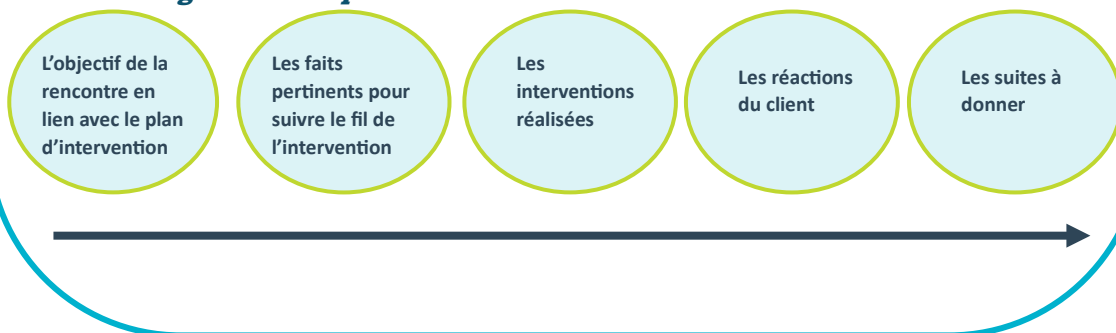 L'objectif de la
rencontre en
lien avec le plan
d'intervention
Les faits
pertinents pour
suivre le fil de
l'intervention
Les
interventions
réalisées
Les réactions
du client
Les suites à
donner